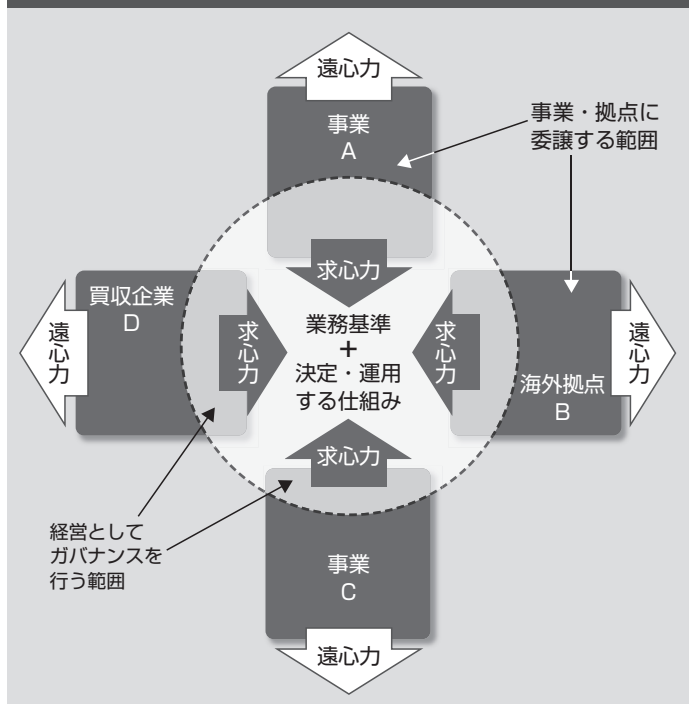 遠心力
事業
A
事業・拠点に
委譲する範囲
求心力
買収企業
D
遠心力
求心力
業務基準
+
決定・運用
する仕組み
求心力
海外拠点
B
遠心力
求心力
経営として
ガバナンスを
行う範囲
事業
C
遠心力